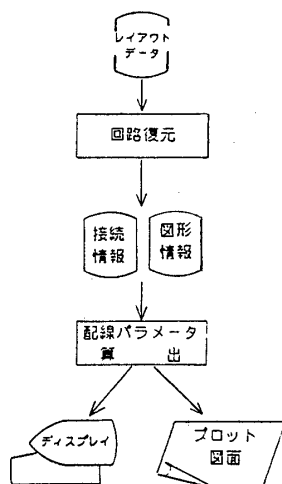 レイアウト
データ
回路復元
接続
情報
図形
情報
配線パラメータ
算 出
ディスプレイ
プロット
図面